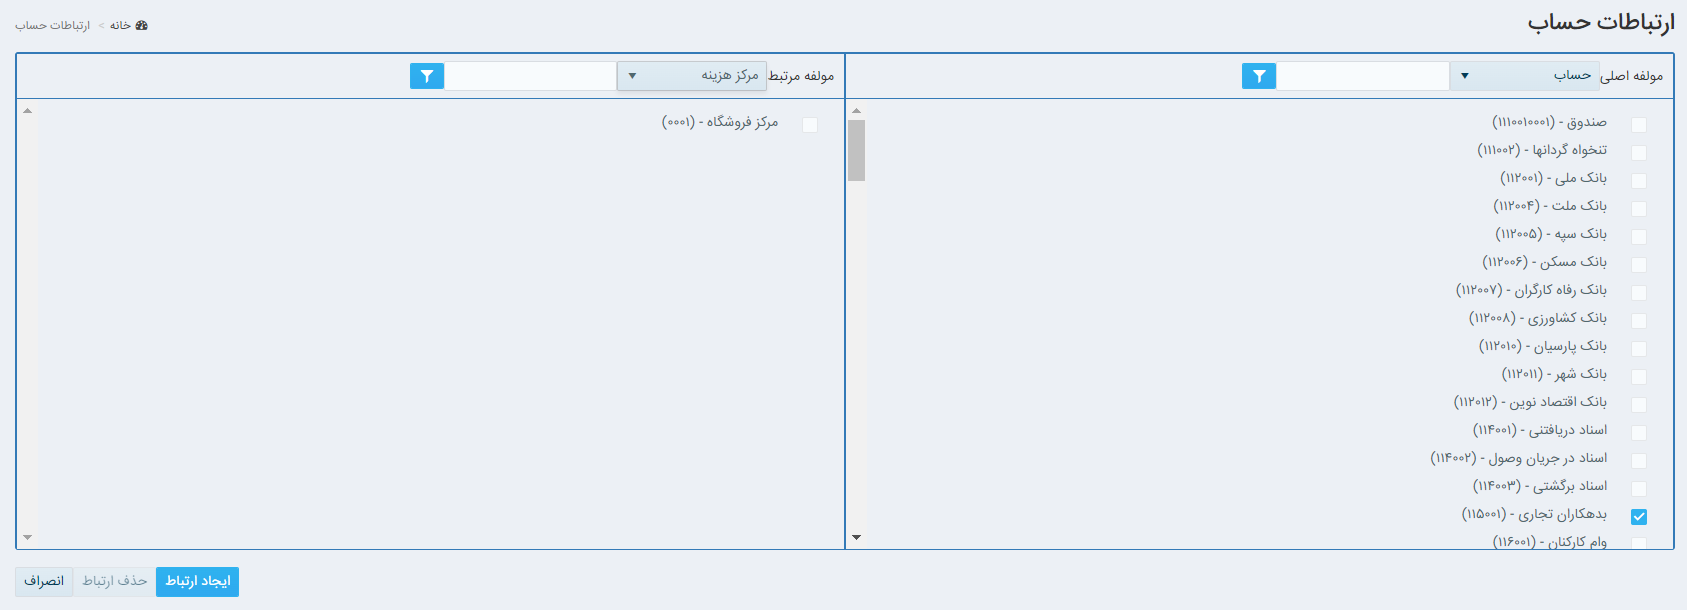 ارتباطات حساب
خانه > ارتباطات حساب
مولفه اصلی حساب
صندوق - (۱۱۱۰۰۱۰۰۰۱)
تنخواه گردانها - (۱۱۱۰۰۲)
بانک ملی - (۱۱۲۰۰۱)
بانک ملت - (۱۱۲۰۰۴)
بانک سپه - (۱۱۲۰۰۵)
بانک مسکن - (۱۱۲۰۰۶)
بانک رفاه کارگران - (۱۱۲۰۰۷)
بانک کشاورزی - (۱۱۲۰۰۸)
بانک پارسیان - (۱۱۲۰۱۰)
بانک شهر - (۱۱۲۰۱۱)
بانک اقتصاد نوین - (۱۱۲۰۱۲)
اسناد دریافتنی - (۱۱۴۰۰۱)
اسناد در جریان وصول - (۱۱۴۰۰۲)
اسناد برگشتی - (۱۱۴۰۰۳)
بدهکاران تجاری - (۱۱۵۰۰۱)
وام کارکنان - (۱۱۶۰۰۱)
مولفه مرتبط مرکز هزینه
مرکز فروشگاه - (۰۰۰۱)
ایجاد ارتباط حذف ارتباط انصراف